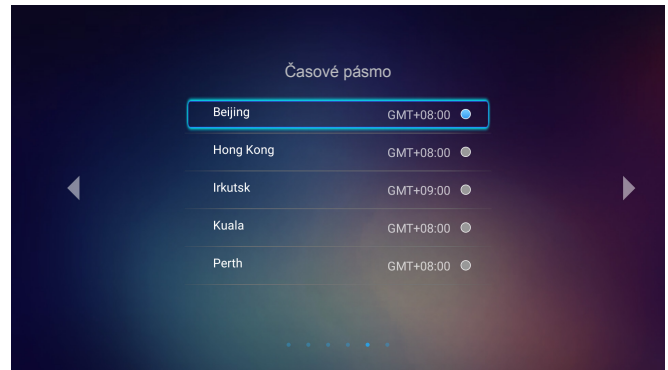 Časové pásmo
Beijing GMT+08:00
Hong Kong GMT+08:00
Irkutsk GMT+09:00
Kuala GMT+08:00
Perth GMT+08:00